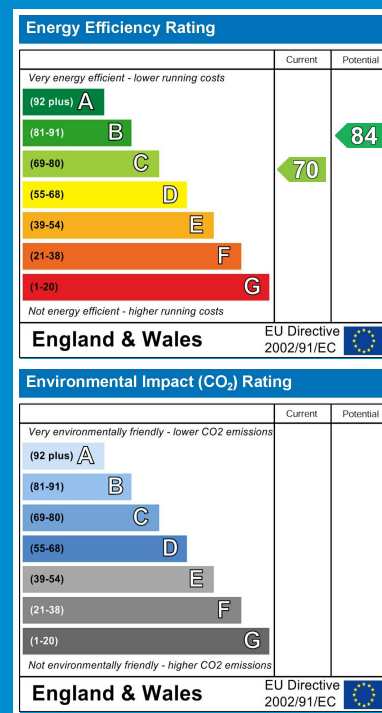 Energy Efficiency Rating
Current Potential
Very energy efficient - lower running costs
(92 plus) A
(81-91) B
84
(69-80) C
70
(55-68) D
(39-54) E
(21-38) F
(1-20) G
Not energy efficient - higher running costs
England & Wales
EU Directive
2002/91/EC
Environmental Impact (CO₂) Rating
Current Potential
Very environmentally friendly - lower CO2 emissions
(92 plus) A
(81-91) B
(69-80) C
(55-68) D
(39-54) E
(21-38) F
(1-20) G
Not environmentally friendly - higher CO2 emissions
England & Wales
EU Directive
2002/91/EC